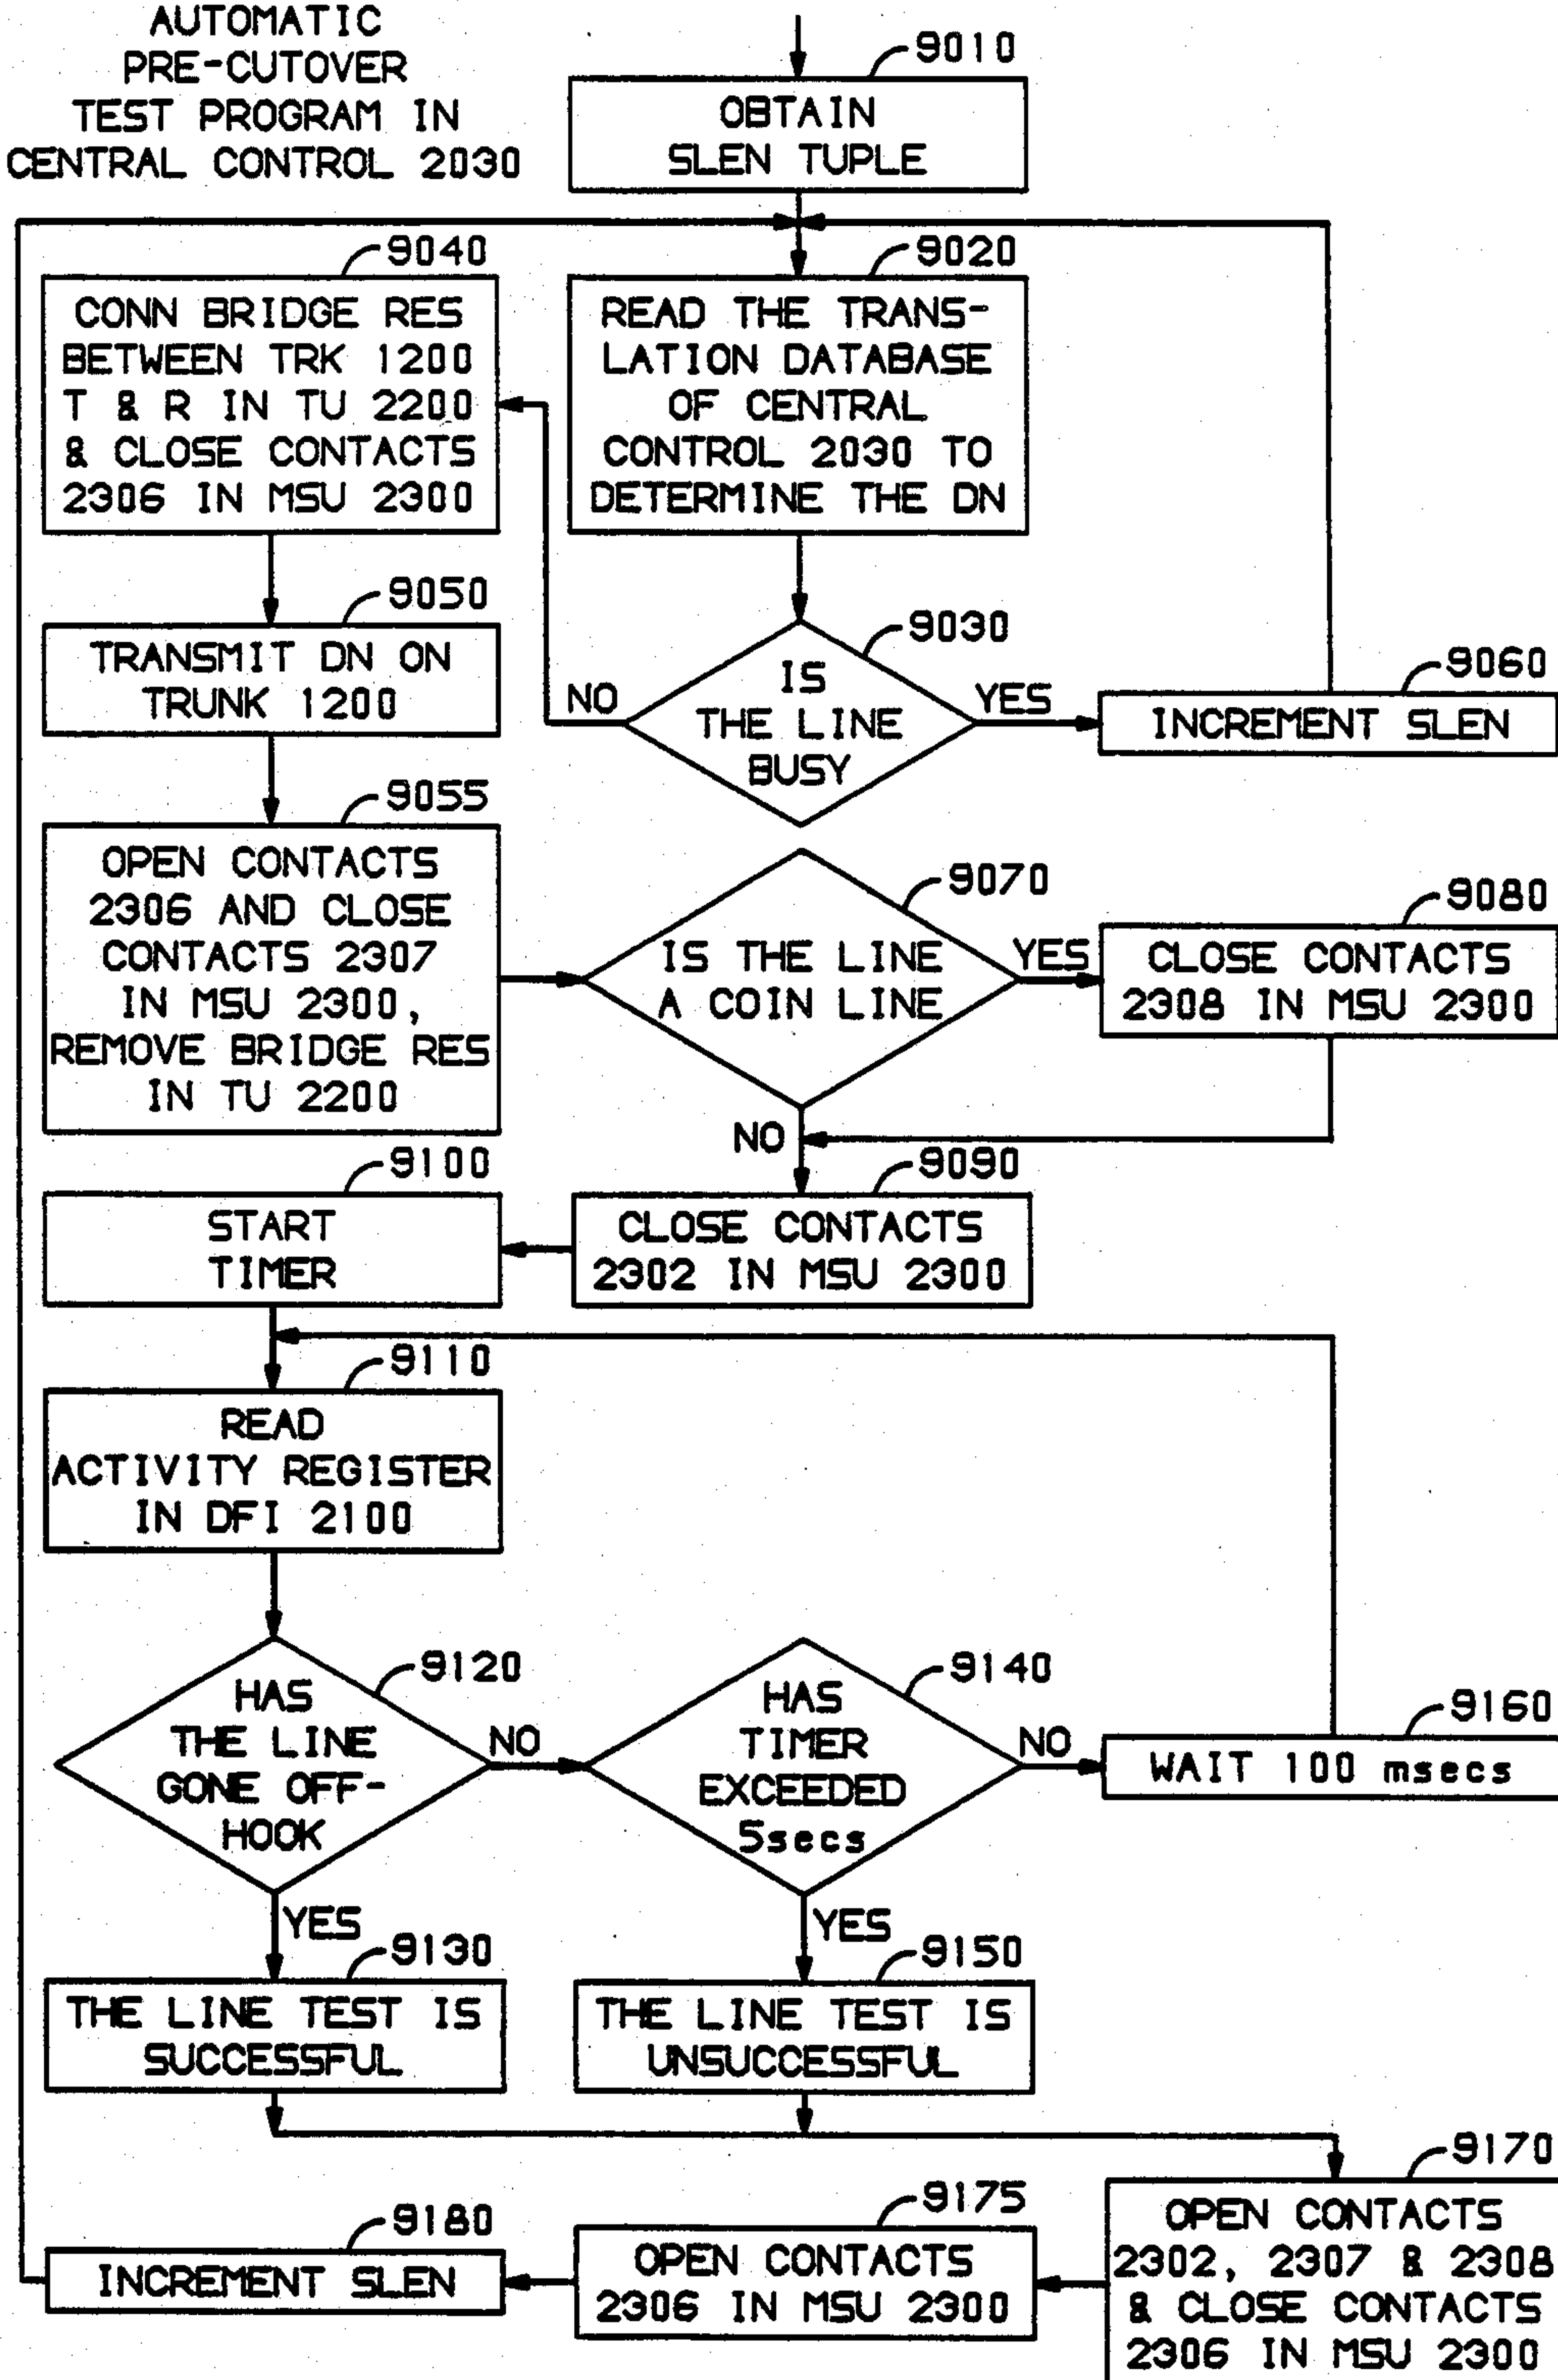 AUTOMATIC
PRE-CUTOVER
TEST PROGRAM IN
CENTRAL CONTROL 2030
9010
OBTAIN
SLEN TUPLE
9020
READ THE TRANS-
LATION DATABASE
OF CENTRAL
CONTROL 2030 TO
DETERMINE THE DN
9030
IS
THE LINE
BUSY
NO
YES
9060
INCREMENT SLEN
9040
CONN BRIDGE RES
BETWEEN TRK 1200
T & R IN TU 2200
& CLOSE CONTACTS
2306 IN MSU 2300
9050
TRANSMIT DN ON
TRUNK 1200
9055
OPEN CONTACTS
2306 AND CLOSE
CONTACTS 2307
IN MSU 2300,
REMOVE BRIDGE RES
IN TU 2200
9070
IS THE LINE
A COIN LINE
YES
NO
9080
CLOSE CONTACTS
2308 IN MSU 2300
9090
CLOSE CONTACTS
2302 IN MSU 2300
9100
START
TIMER
9110
READ
ACTIVITY REGISTER
IN DFI 2100
9120
HAS
THE LINE
GONE OFF-
HOOK
NO
YES
9140
HAS
TIMER
EXCEEDED
5secs
NO
YES
9160
WAIT 100 msecs
9130
THE LINE TEST IS
SUCCESSFUL
9150
THE LINE TEST IS
UNSUCCESSFUL
9170
OPEN CONTACTS
2302, 2307 & 2308
& CLOSE CONTACTS
2306 IN MSU 2300
9175
OPEN CONTACTS
2306 IN MSU 2300
9180
INCREMENT SLEN